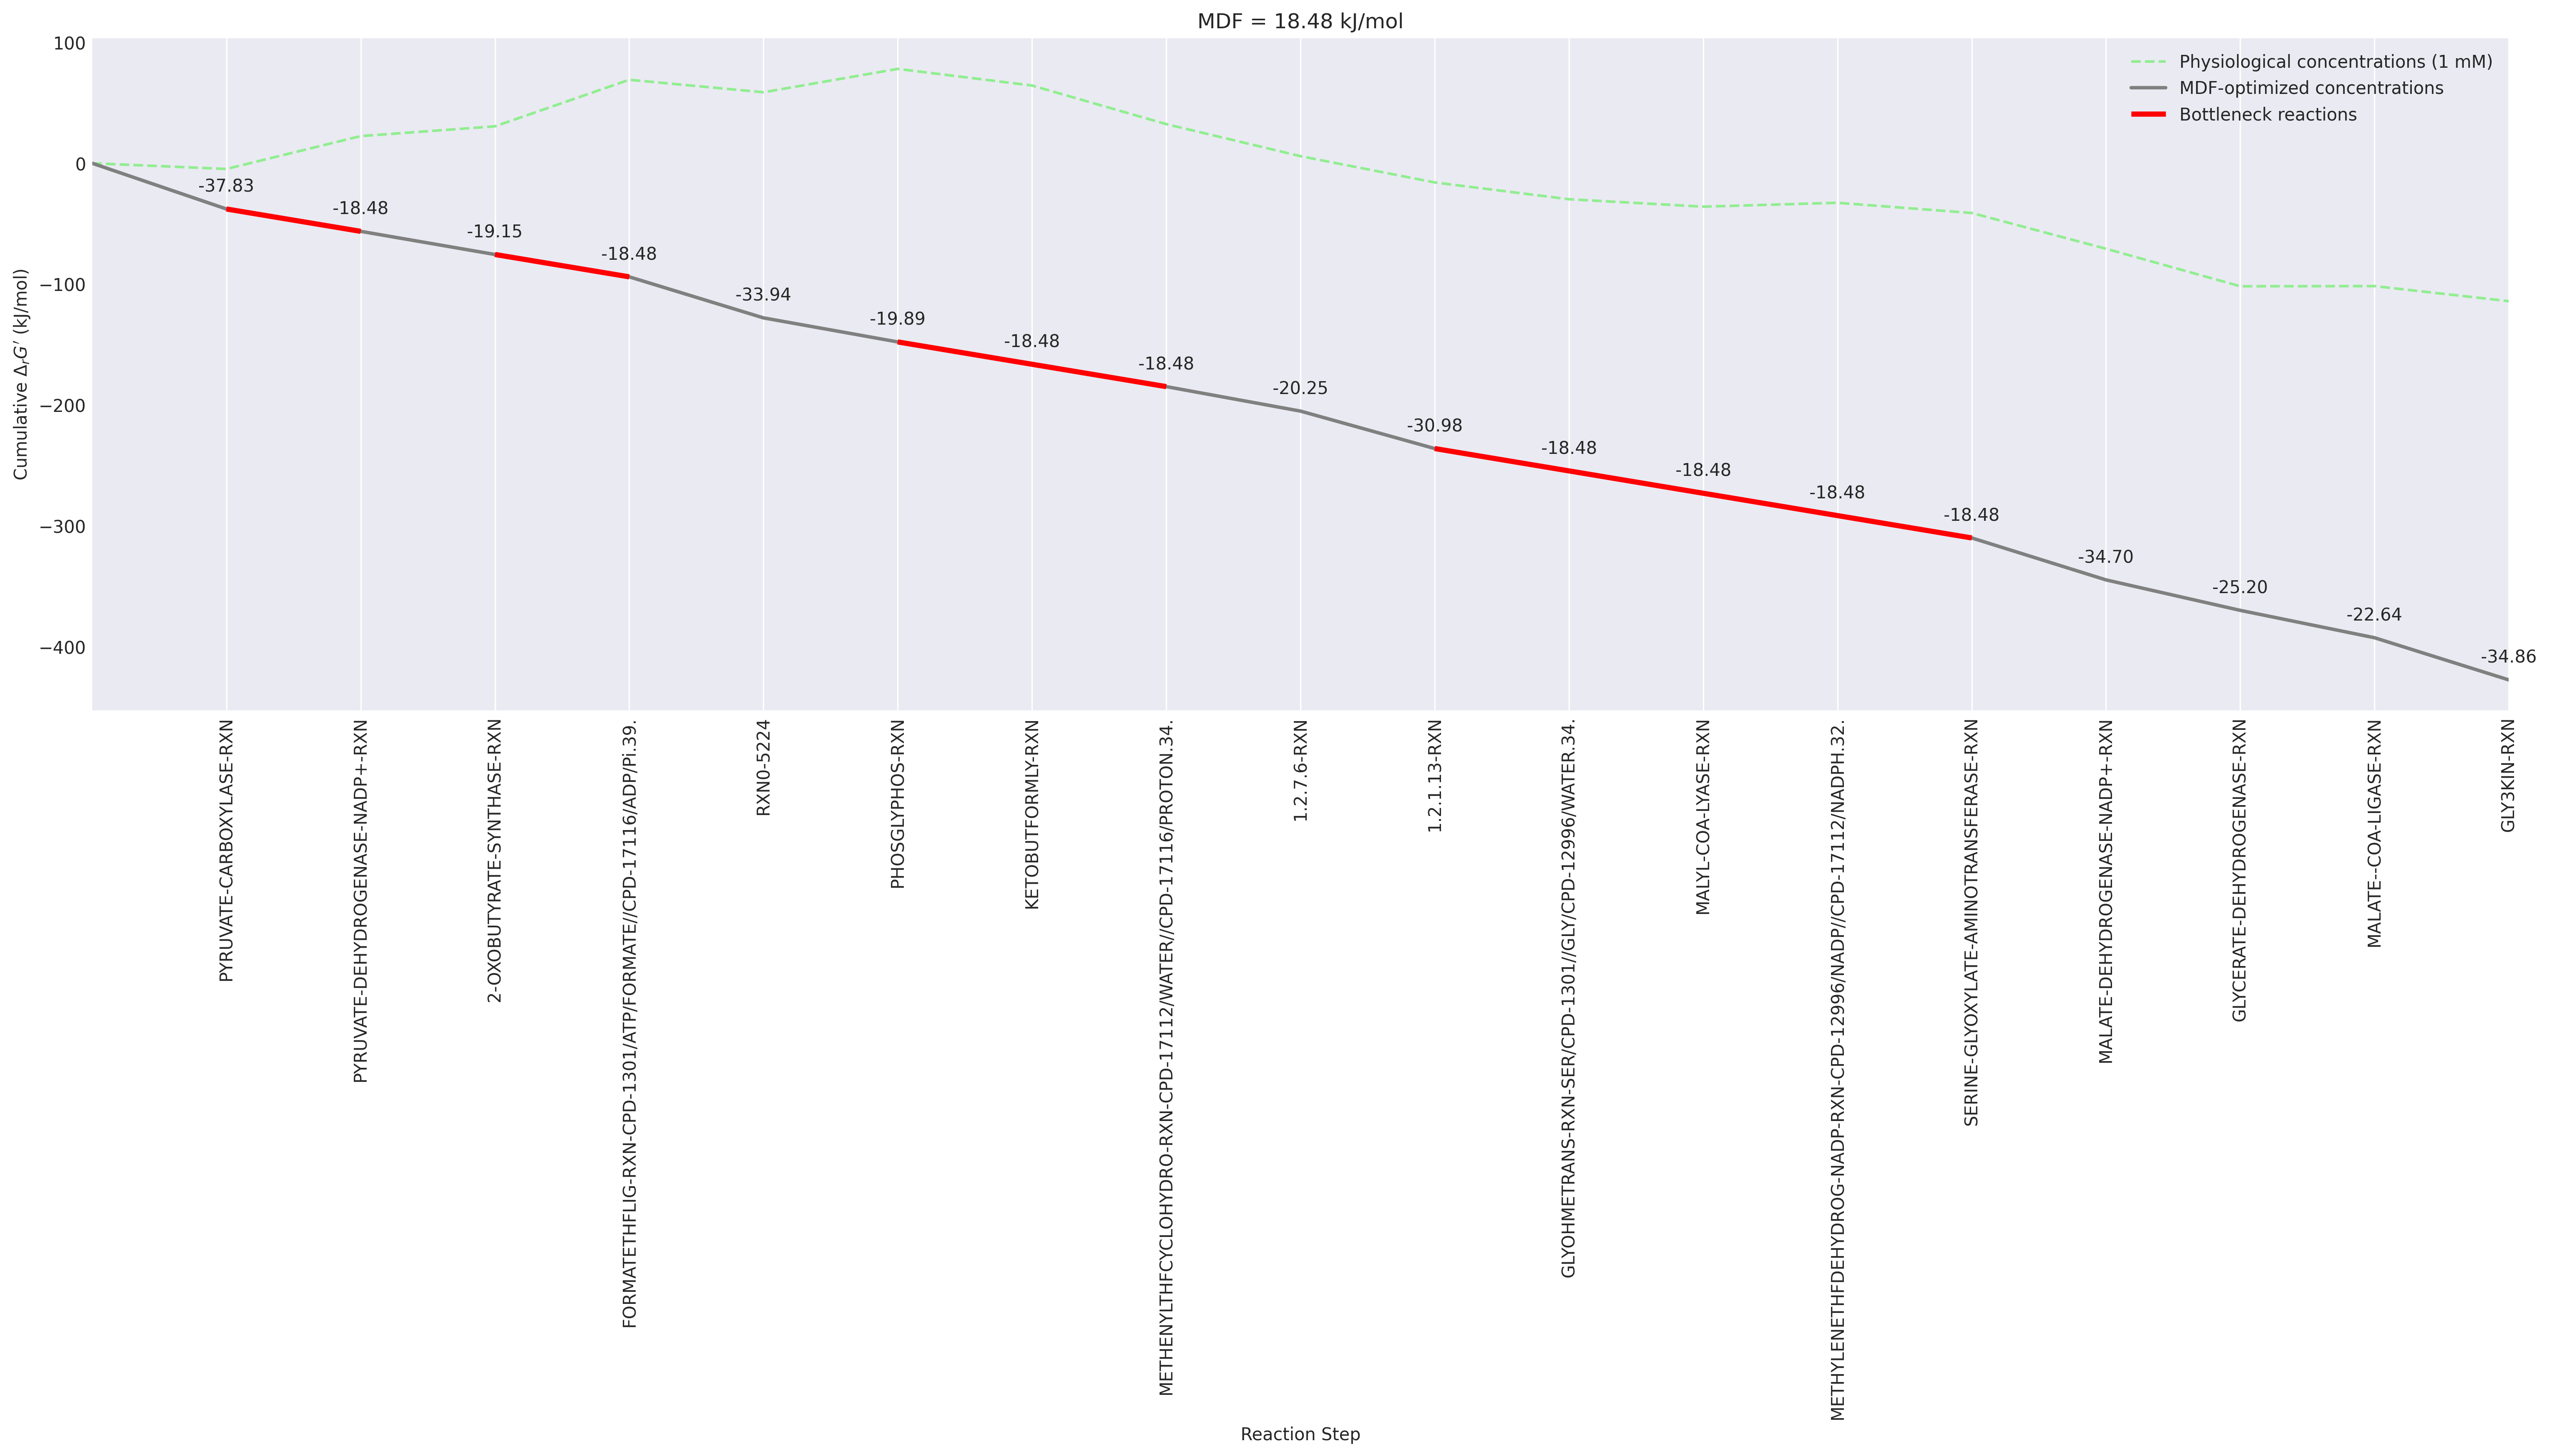 MDF = 18.48 kJ/mol
Physiological concentrations (1 mM)
MDF-optimized concentrations
Bottleneck reactions
Cumulative ΔrG′ (kJ/mol)
100
0
−100
−200
−300
−400
-37.83
-18.48
-19.15
-18.48
-33.94
-19.89
-18.48
-18.48
-20.25
-30.98
-18.48
-18.48
-18.48
-18.48
-34.70
-25.20
-22.64
-34.86
PYRUVATE-CARBOXYLASE-RXN
PYRUVATE-DEHYDROGENASE-NADP+-RXN
2-OXOBUTYRATE-SYNTHASE-RXN
FORMATETHFLIG-RXN-CPD-1301/ATP/FORMATE//CPD-17116/ADP/Pi.39.
RXN0-5224
PHOSGLYPHOS-RXN
KETOBUTFORMLY-RXN
METHENYLTHFCYCLOHYDRO-RXN-CPD-17112/WATER//CPD-17116/PROTON.34.
1.2.7.6-RXN
1.2.1.13-RXN
GLYOHMETRANS-RXN-SER/CPD-1301//GLY/CPD-12996/WATER.34.
MALYL-COA-LYASE-RXN
METHYLENETHFDEHYDROG-NADP-RXN-CPD-12996/NADP//CPD-17112/NADPH.32.
SERINE-GLYOXYLATE-AMINOTRANSFERASE-RXN
MALATE-DEHYDROGENASE-NADP+-RXN
GLYCERATE-DEHYDROGENASE-RXN
MALATE--COA-LIGASE-RXN
GLY3KIN-RXN
Reaction Step